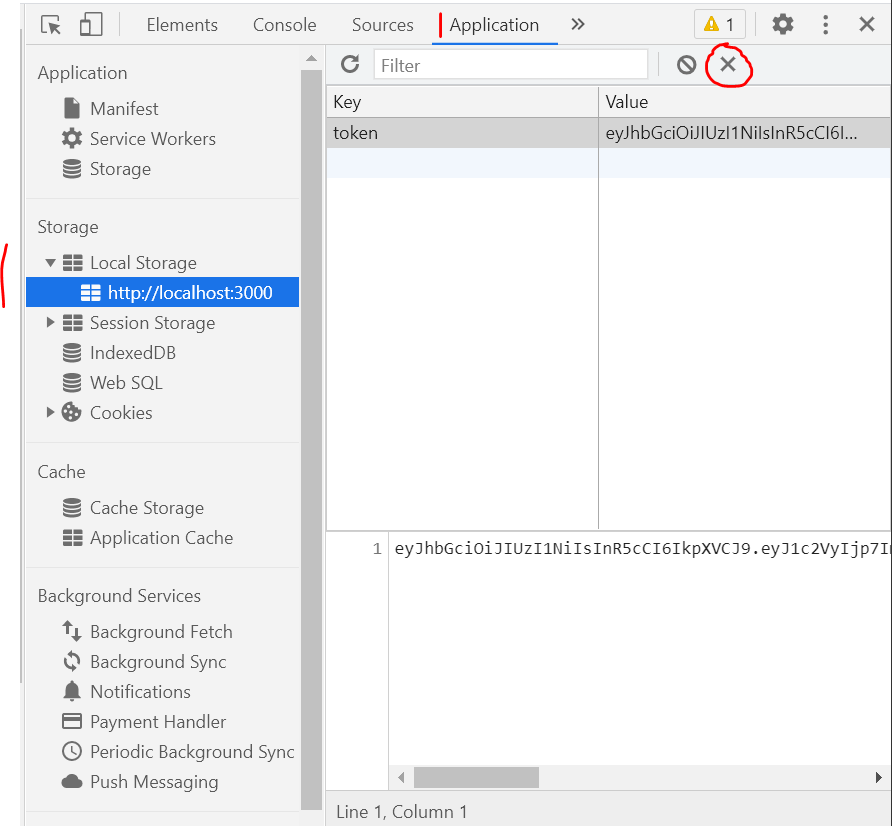 Elements Console Sources Application 1
Application
Manifest
Service Workers
Storage
Storage
Local Storage
http://localhost:3000
Session Storage
IndexedDB
Web SQL
Cookies
Cache
Cache Storage
Application Cache
Background Services
Background Fetch
Background Sync
Notifications
Payment Handler
Periodic Background Sync
Push Messaging
Filter
Key Value
token eyJhbGciOiJIUzI1NiIsInR5cCI6I...
1 eyJhbGciOiJIUzI1NiIsInR5cCI6IkpXVCJ9.eyJ1c2VyIjp7I
Line 1, Column 1